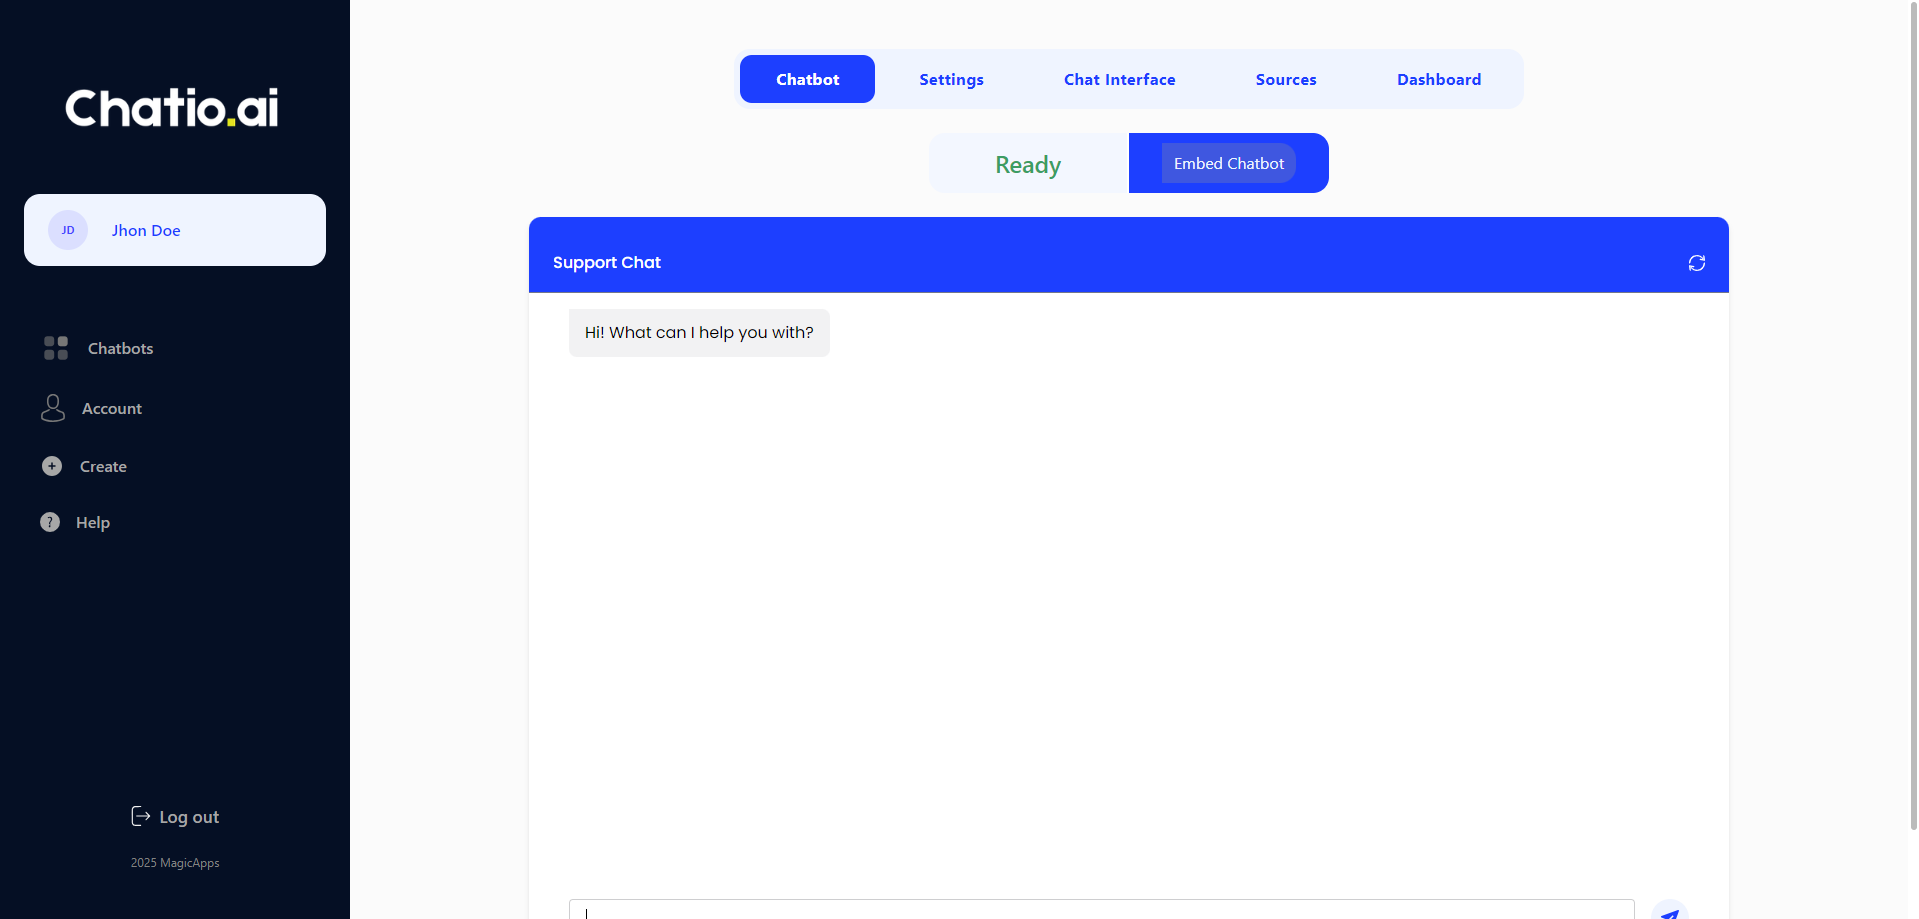 Chatio.ai
JD
Jhon Doe
Chatbots
Account
Create
Help
Log out
2025 MagicApps
Chatbot
Settings
Chat Interface
Sources
Dashboard
Ready
Embed Chatbot
Support Chat
Hi! What can I help you with?